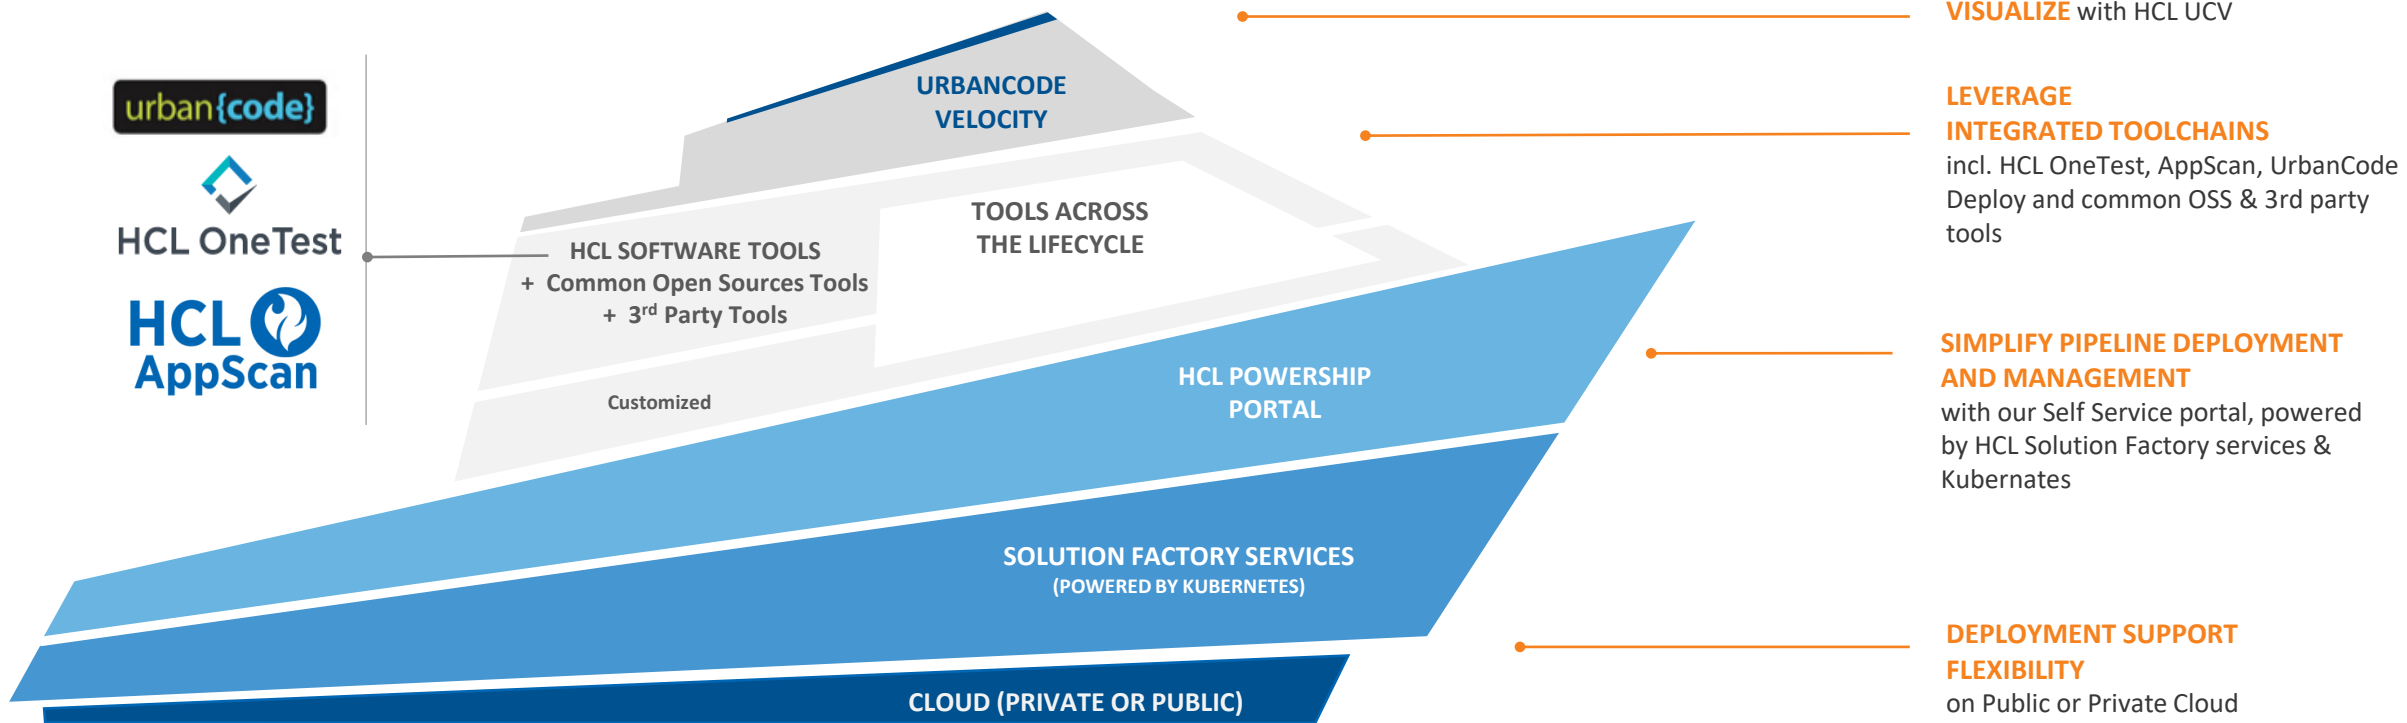 urban{code}
HCL OneTest
HCL
AppScan
URBANCODE
VELOCITY
TOOLS ACROSS
THE LIFECYCLE
HCL SOFTWARE TOOLS
+ Common Open Sources Tools
+ 3rd Party Tools
Customized
HCL POWERSHIP
PORTAL
SOLUTION FACTORY SERVICES
(POWERED BY KUBERNETES)
CLOUD (PRIVATE OR PUBLIC)
VISUALIZE with HCL UCV
LEVERAGE
INTEGRATED TOOLCHAINS
incl. HCL OneTest, AppScan, UrbanCode
Deploy and common OSS & 3rd party
tools
SIMPLIFY PIPELINE DEPLOYMENT
AND MANAGEMENT
with our Self Service portal, powered
by HCL Solution Factory services &
Kubernates
DEPLOYMENT SUPPORT
FLEXIBILITY
on Public or Private Cloud